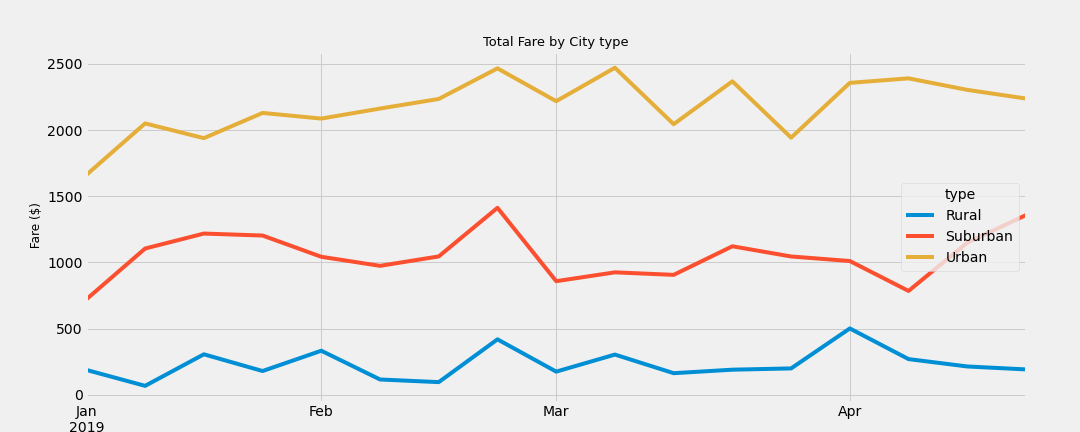 Total Fare by City type
Fare ($)
2500
2000
1500
1000
500
0
type
Rural
Suburban
Urban
Jan Feb Mar Apr
2019